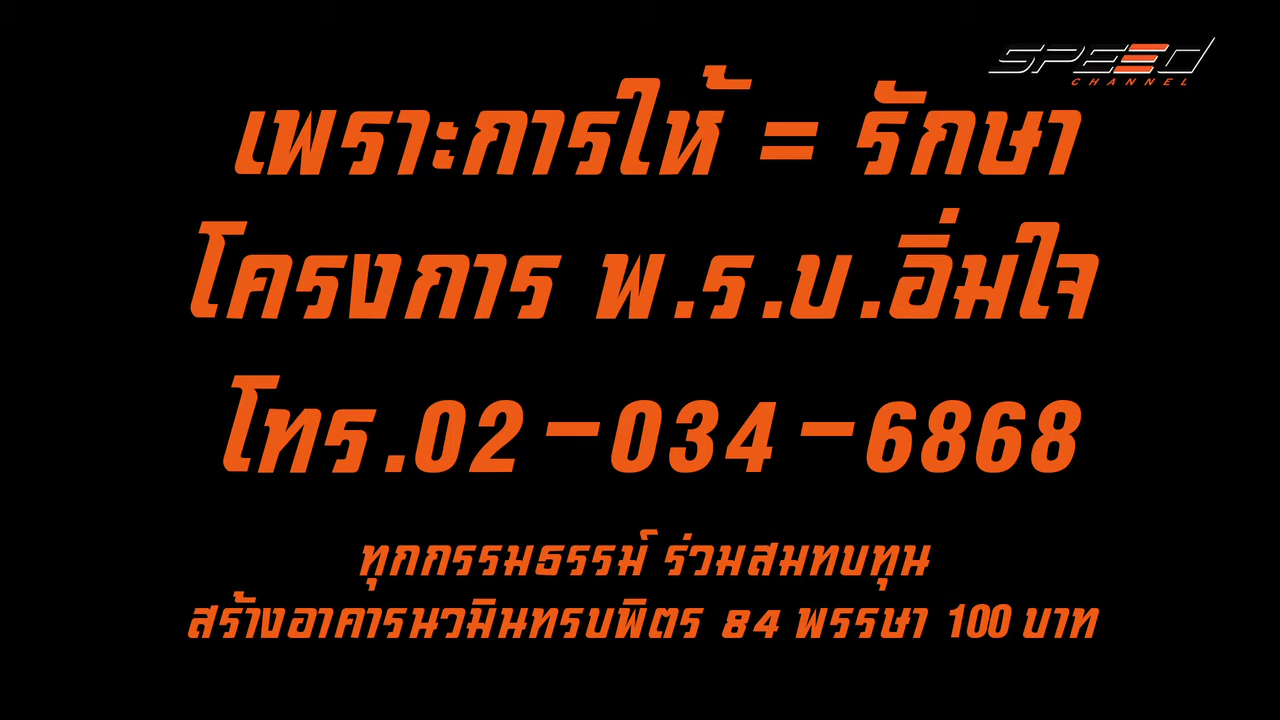 SPEED
CHANNEL
เพราะการให้ = รักษา
โครงการ พ.ร.บ.อิ่มใจ
โทร.02-034-6868
ทุกกรรมธรรม์ ร่วมสมทบทุน
สร้างอาคารนวมินทรบพิตร 84 พรรษา 100 บาท